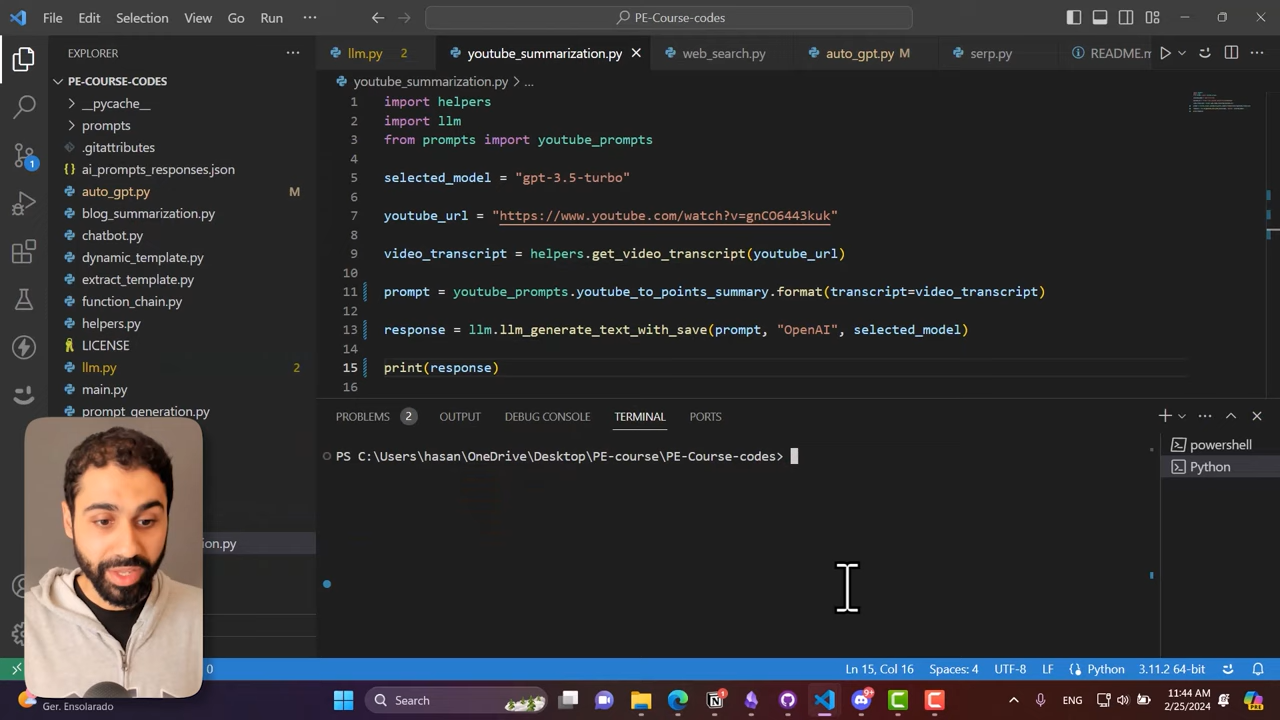 File Edit Selection View Go Run ··· PE-Course-codes
EXPLORER ···
PE-COURSE-CODES
__pycache__
prompts
.gitattributes
{} ai_prompts_responses.json
auto_gpt.py M
blog_summarization.py
chatbot.py
dynamic_template.py
extract_template.py
function_chain.py
helpers.py
LICENSE
llm.py 2
main.py
prompt_generation.py
ion.py
1
llm.py 2 youtube_summarization.py web_search.py auto_gpt.py M serp.py README.m
youtube_summarization.py > ...
1 import helpers
2 import llm
3 from prompts import youtube_prompts
4
5 selected_model = "gpt-3.5-turbo"
6
7 youtube_url = "https://www.youtube.com/watch?v=gnCO6443kuk"
8
9 video_transcript = helpers.get_video_transcript(youtube_url)
10
11 prompt = youtube_prompts.youtube_to_points_summary.format(transcript=video_transcript)
12
13 response = llm.llm_generate_text_with_save(prompt, "OpenAI", selected_model)
14
15 print(response)
16
PROBLEMS 2 OUTPUT DEBUG CONSOLE TERMINAL PORTS
PS C:\Users\hasan\OneDrive\Desktop\PE-course\PE-Course-codes>
powershell
Python
0 Ln 15, Col 16 Spaces: 4 UTF-8 LF Python 3.11.2 64-bit
Ger. Ensolarado
Search
ENG
11:44 AM
2/25/2024